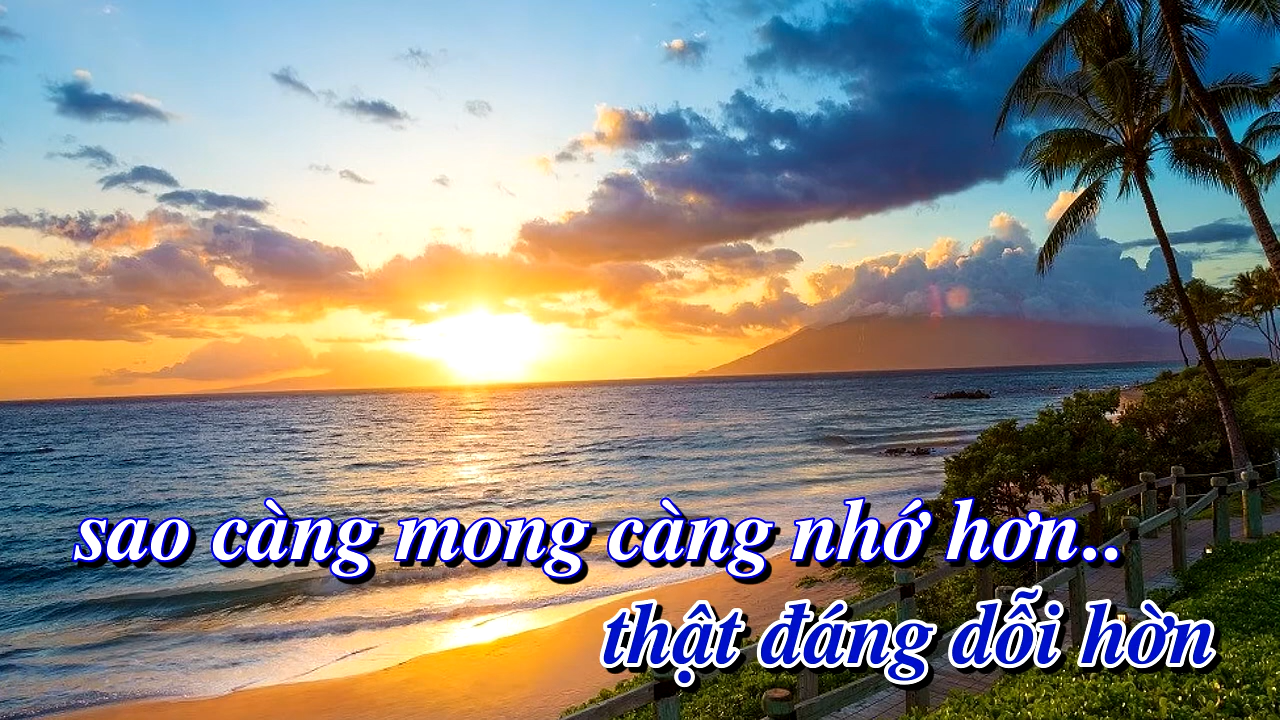 sao càng mong càng nhớ hơn..
thật đáng dỗi hờn